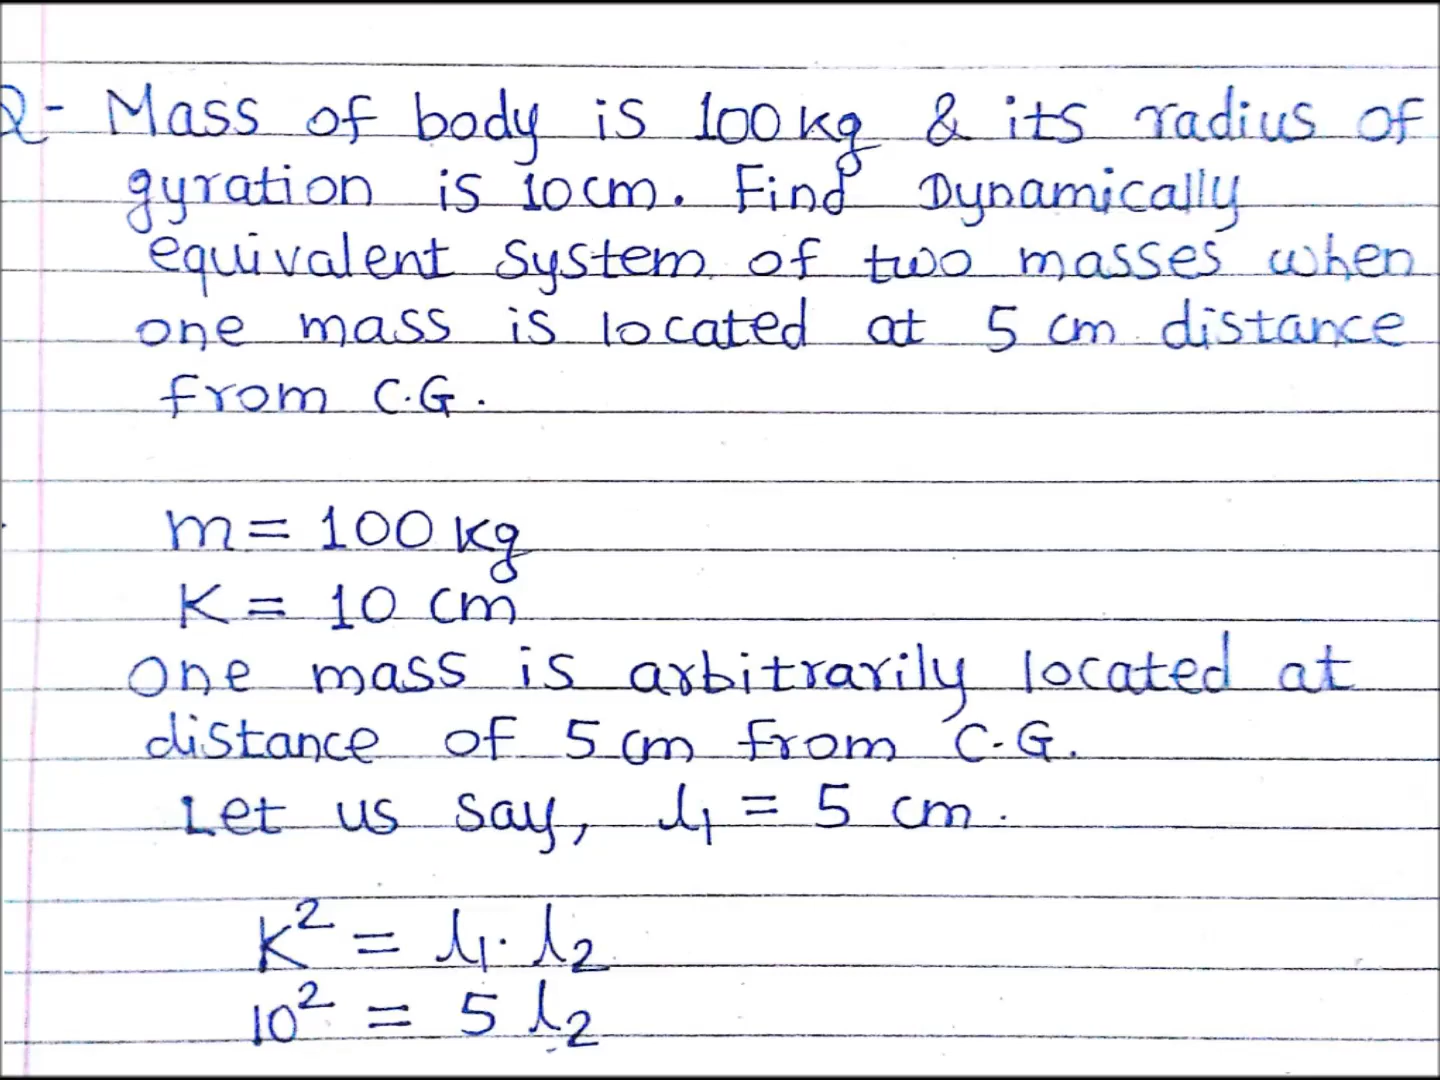 Q- Mass of body is 100 kg & its radius of
gyration is 10 cm. Find Dynamically
equivalent system of two masses when
one mass is located at 5 cm distance
from C.G.
m = 100 kg
K = 10 cm
One mass is arbitrarily located at
distance of 5 cm from C.G.
Let us say, l₁ = 5 cm.
K² = l₁. l₂
10² = 5 l₂